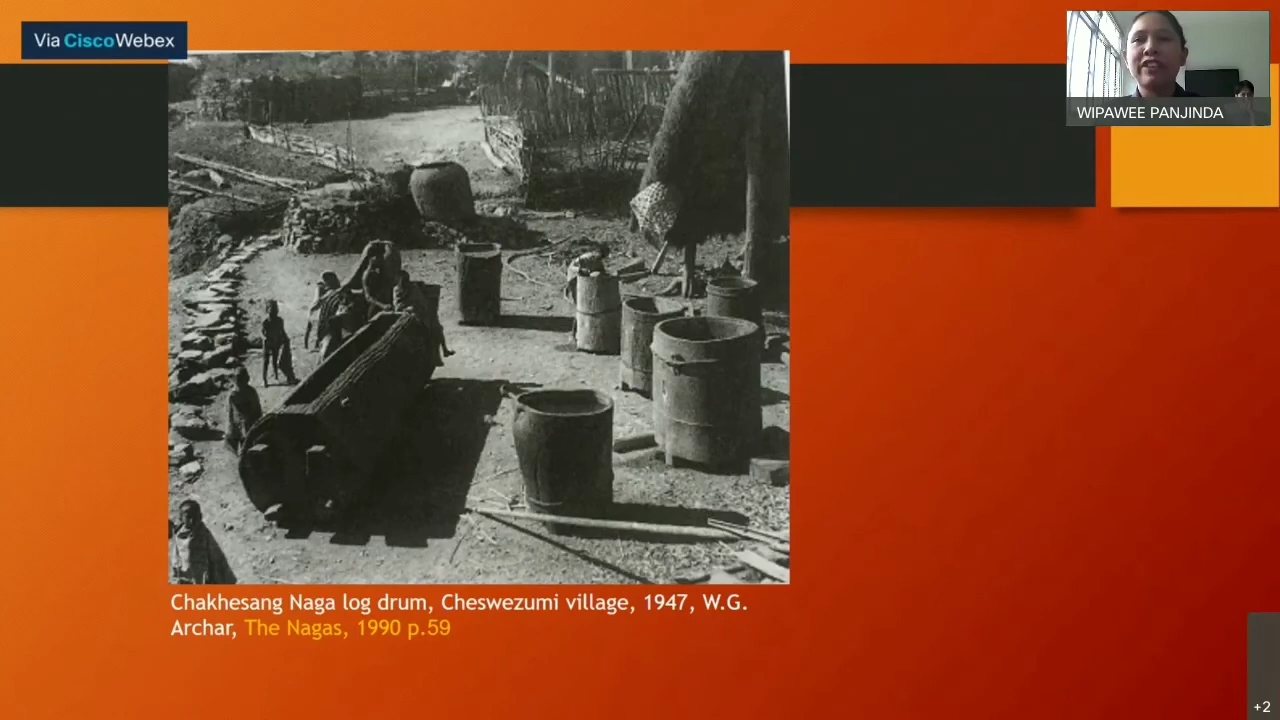 Via CiscoWebex
WIPAWEE PANJINDA
Chakhesang Naga log drum, Cheswezumi village, 1947, W.G.
Archar, The Nagas, 1990 p.59
+2